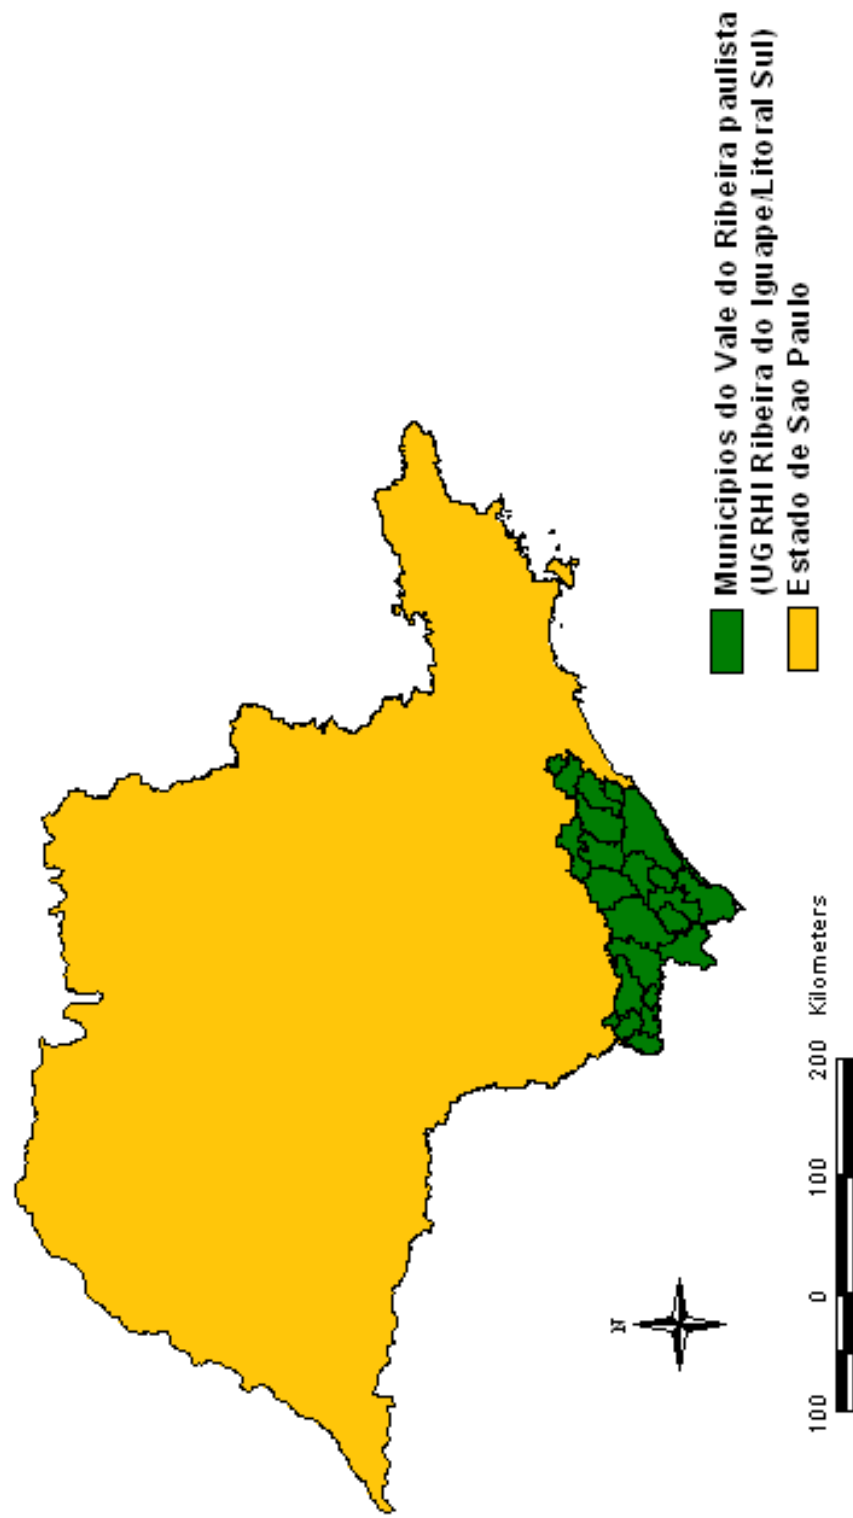 Municipios do Vale do Ribeira paulista
(UGRHI Ribeira do Iguape/Litoral Sul)
Estado de Sao Paulo
N
100 0 100 200 Kilometers